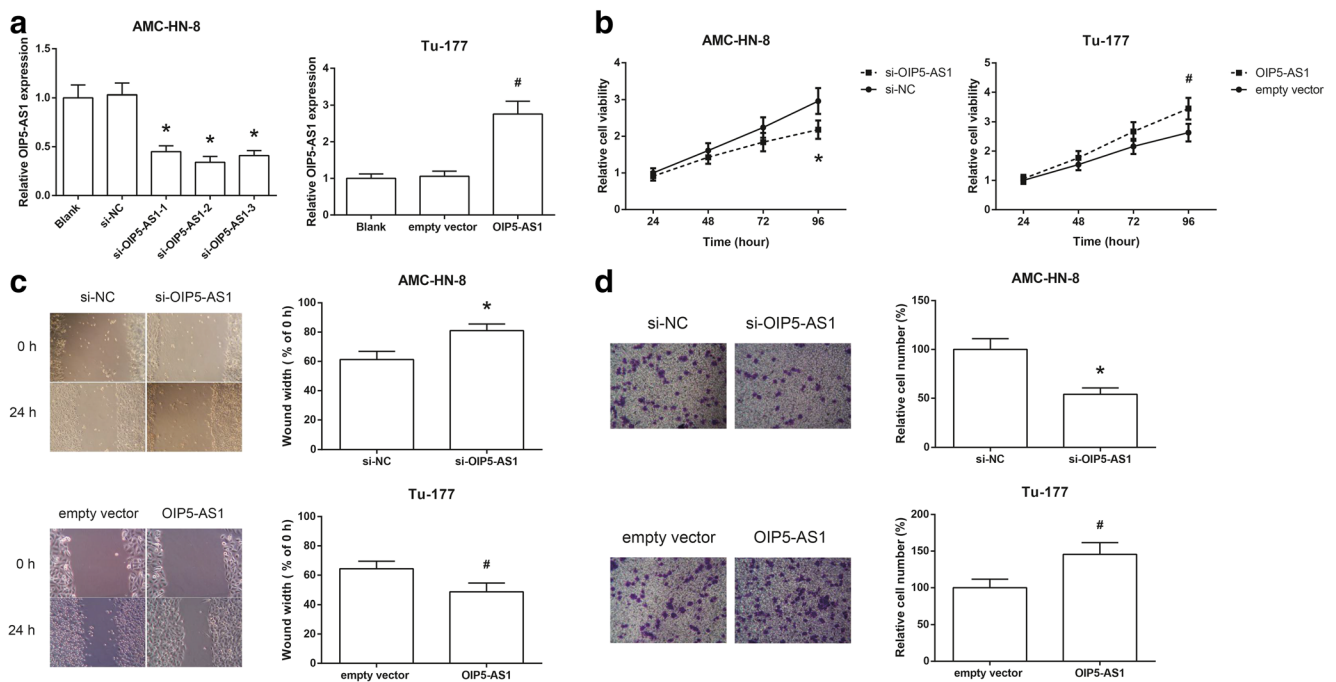 a
AMC-HN-8
Relative OIP5-AS1 expression
1.5
1.0
0.5
0.0
Blank
si-NC
si-OIP5-AS1-1
si-OIP5-AS1-2
si-OIP5-AS1-3
*
*
*
Tu-177
Relative OIP5-AS1 expression
4
3
2
1
0
Blank
empty vector
OIP5-AS1
#
b
AMC-HN-8
Relative cell viability
4
3
2
1
0
24
48
72
96
Time (hour)
*
si-OIP5-AS1
si-NC
Tu-177
Relative cell viability
5
4
3
2
1
0
24
48
72
96
Time (hour)
#
OIP5-AS1
empty vector
c
si-NC
si-OIP5-AS1
0 h
24 h
AMC-HN-8
Wound width ( % of 0 h)
100
80
60
40
20
0
*
si-NC
si-OIP5-AS1
empty vector
OIP5-AS1
0 h
24 h
Tu-177
Wound width ( % of 0 h)
100
80
60
40
20
0
#
empty vector
OIP5-AS1
d
si-NC
si-OIP5-AS1
AMC-HN-8
Relative cell number (%)
150
100
50
0
*
si-NC
si-OIP5-AS1
empty vector
OIP5-AS1
Tu-177
Relative cell number (%)
200
150
100
50
0
#
empty vector
OIP5-AS1